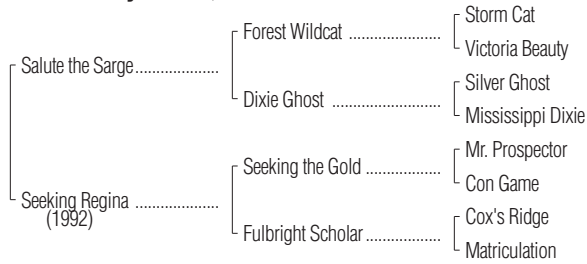 Storm Cat
Forest Wildcat ....................
Victoria Beauty
Salute the Sarge...................
Silver Ghost
Dixie Ghost ........................
Mississippi Dixie
Mr. Prospector
Seeking the Gold .................
Con Game
Seeking Regina ..................
(1992)
Cox's Ridge
Fulbright Scholar.................
Matriculation